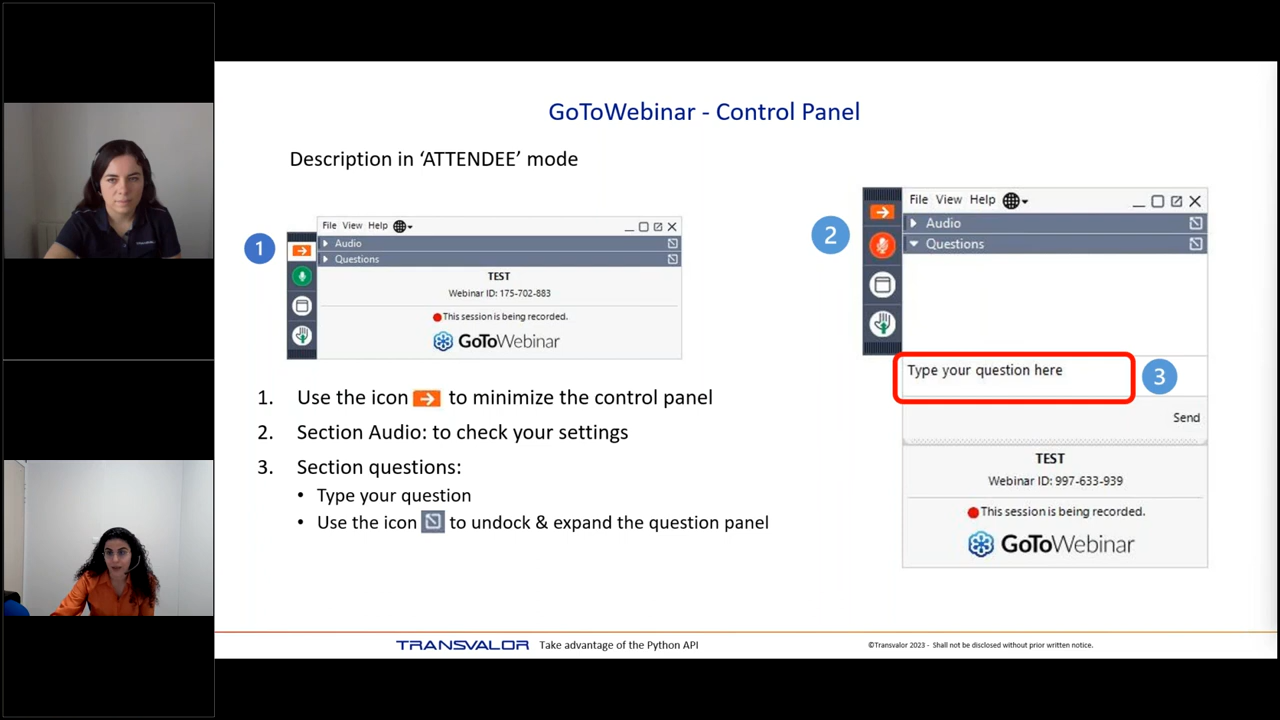 GoToWebinar - Control Panel
Description in ‘ATTENDEE’ mode
1
File View Help
Audio
Questions
TEST
Webinar ID: 175-702-883
This session is being recorded.
GoToWebinar
1. Use the icon to minimize the control panel
2. Section Audio: to check your settings
3. Section questions:
• Type your question
• Use the icon to undock & expand the question panel
2
File View Help
Audio
Questions
Type your question here
3
Send
TEST
Webinar ID: 997-633-939
This session is being recorded.
GoToWebinar
TRANSVALOR Take advantage of the Python API
©Transvalor 2023 - Shall not be disclosed without prior written notice.